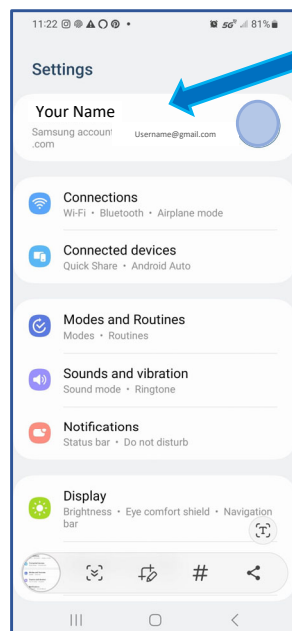 11:22
5G 81%
Settings
Your Name
Samsung account Username@gmail.com
.com
Connections
Wi-Fi • Bluetooth • Airplane mode
Connected devices
Quick Share • Android Auto
Modes and Routines
Modes • Routines
Sounds and vibration
Sound mode • Ringtone
Notifications
Status bar • Do not disturb
Display
Brightness • Eye comfort shield • Navigation
bar
T
#